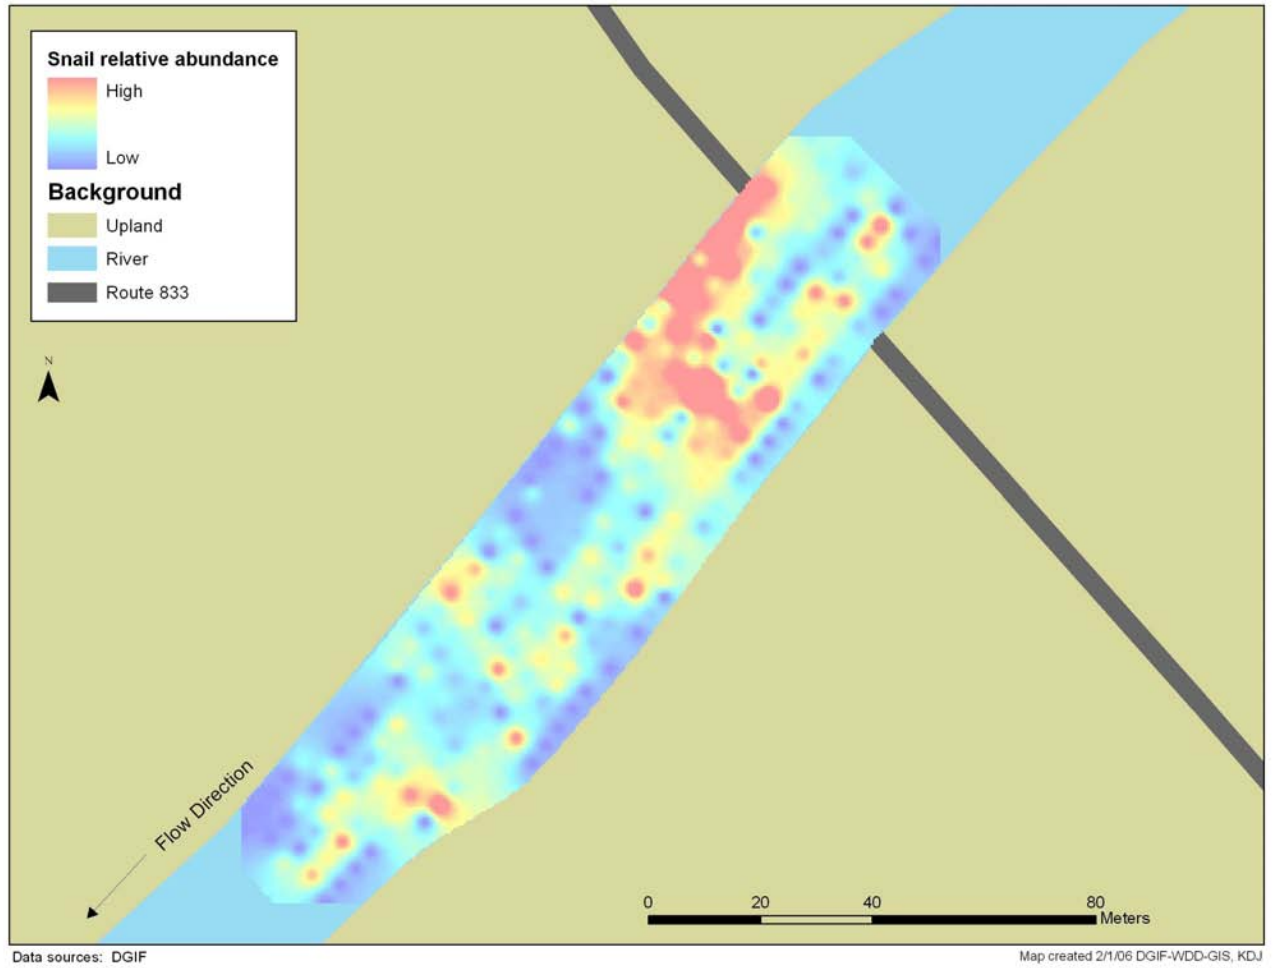 Snail relative abundance
High
Low
Background
Upland
River
Route 833
N
Flow Direction
0 20 40 80
Meters
Data sources: DGIF
Map created 2/1/06 DGIF-WDD-GIS, KDJ